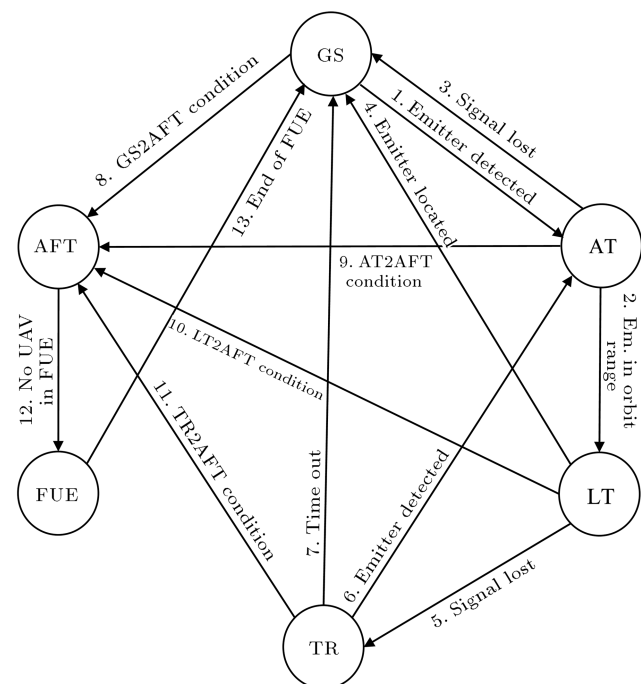 GS
3. Signal lost
1. Emitter detected
8. GS2AFT condition
4. Emitter located
13. End of FUE
AFT
AT
9. AT2AFT
condition
2. Em. in orbit
range
10. LT2AFT condition
12. No UAV
in FUE
11. TR2AFT condition
7. Time out
6. Emitter detected
FUE
LT
5. Signal lost
TR